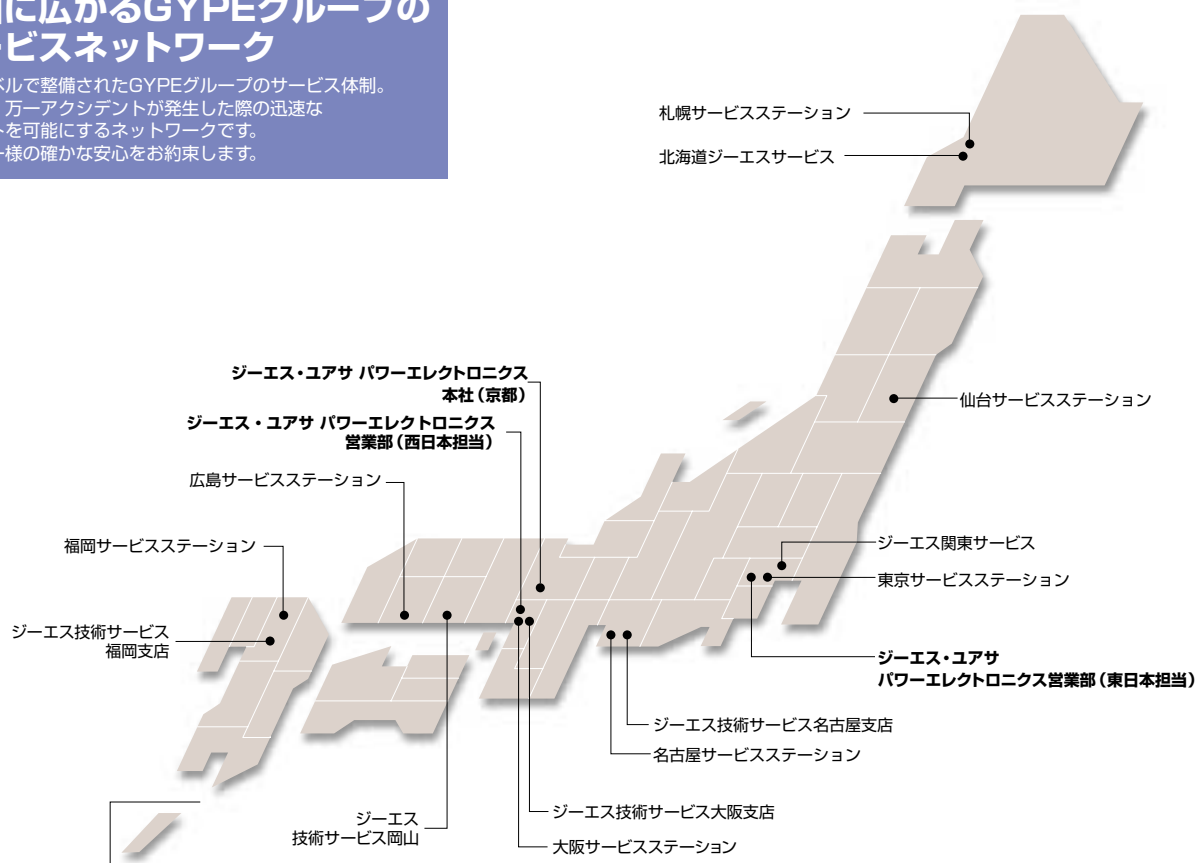 に広がるGYPEグループの
ービスネットワーク
ベルで整備されたGYPEグループのサービス体制。
万一アクシデントが発生した際の迅速な
トを可能にするネットワークです。
ー様の確かな安心をお約束します。
札幌サービスステーション
北海道ジーエスサービス
ジーエス・ユアサ パワーエレクトロニクス
本社（京都）
ジーエス・ユアサ パワーエレクトロニクス
営業部（西日本担当）
仙台サービスステーション
広島サービスステーション
福岡サービスステーション
ジーエス関東サービス
東京サービスステーション
ジーエス技術サービス
福岡支店
ジーエス・ユアサ
パワーエレクトロニクス営業部（東日本担当）
ジーエス技術サービス名古屋支店
名古屋サービスステーション
ジーエス
技術サービス岡山
ジーエス技術サービス大阪支店
大阪サービスステーション